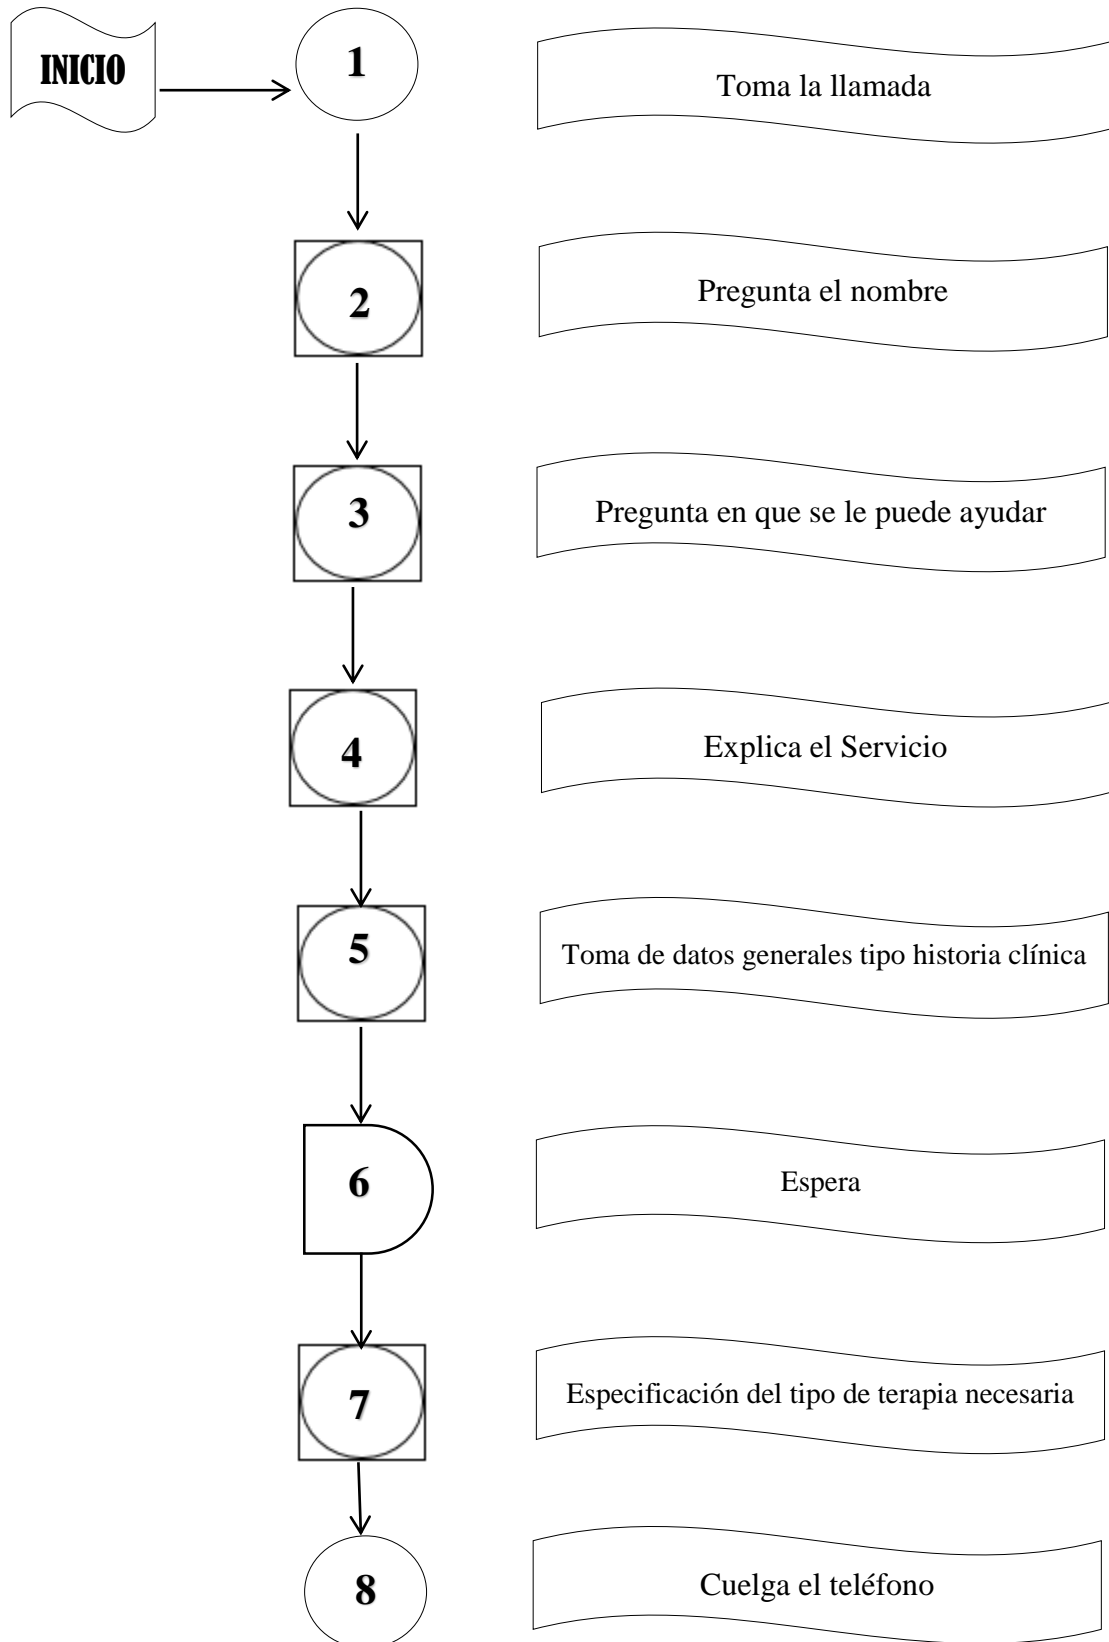 INICIO
1
Toma la llamada
2
Pregunta el nombre
3
Pregunta en que se le puede ayudar
4
Explica el Servicio
5
Toma de datos generales tipo historia clínica
6
Espera
7
Especificación del tipo de terapia necesaria
8
Cuelga el teléfono